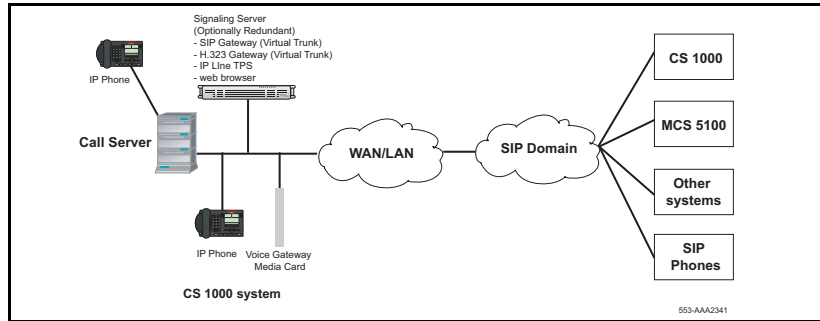 Signaling Server
(Optionally Redundant)
- SIP Gateway (Virtual Trunk)
- H.323 Gateway (Virtual Trunk)
- IP LIne TPS
- web browser
IP Phone
Call Server
WAN/LAN
SIP Domain
CS 1000
MCS 5100
Other
systems
SIP
Phones
IP Phone
Voice Gateway
Media Card
CS 1000 system
553-AAA2341